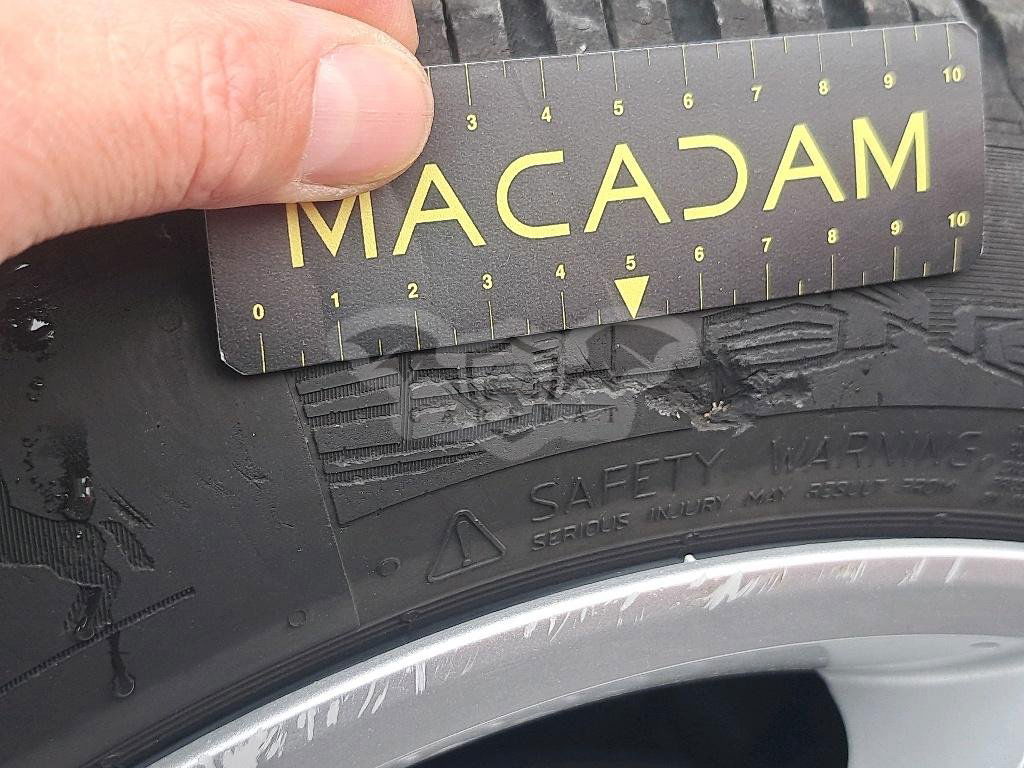 3 4 5 6 7 8 9 10
MACADAM
0 1 2 3 4 5 6 7 8 9 10
SAFETY WARNING
SERIOUS INJURY MAY RESULT FROM